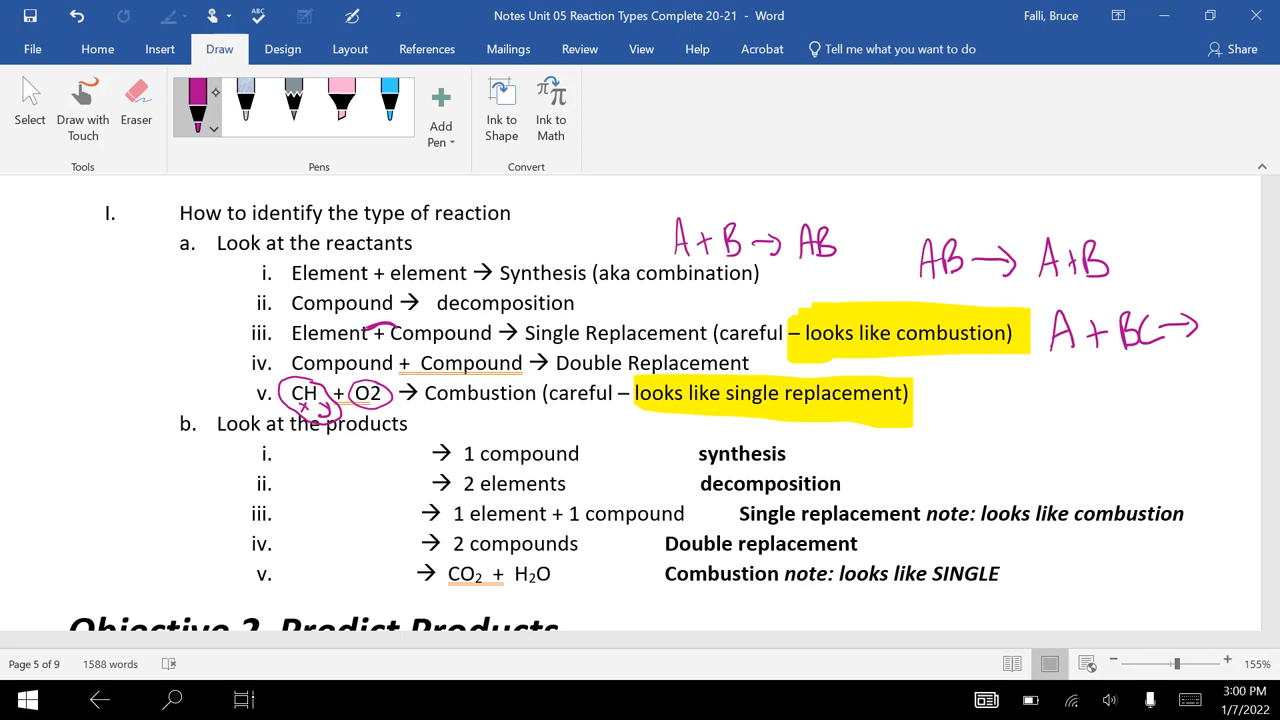 Notes Unit 05 Reaction Types Complete 20-21 - Word
Falli, Bruce
File Home Insert Draw Design Layout References Mailings Review View Help Acrobat Tell me what you want to do Share
ABC
Select
Draw with Touch
Eraser
Add Pen
Ink to Shape
Ink to Math
Tools Pens Convert
I. How to identify the type of reaction
a. Look at the reactants
A + B → AB
AB → A + B
i. Element + element → Synthesis (aka combination)
ii. Compound → decomposition
iii. Element + Compound → Single Replacement (careful – looks like combustion)
A + BC →
iv. Compound + Compound → Double Replacement
v. CH + O2 → Combustion (careful – looks like single replacement)
x y
b. Look at the products
i. → 1 compound synthesis
ii. → 2 elements decomposition
iii. → 1 element + 1 compound Single replacement note: looks like combustion
iv. → 2 compounds Double replacement
v. → CO₂ + H₂O Combustion note: looks like SINGLE
Objective 2. Predict Products
Page 5 of 9 1588 words 155%
3:00 PM
1/7/2022